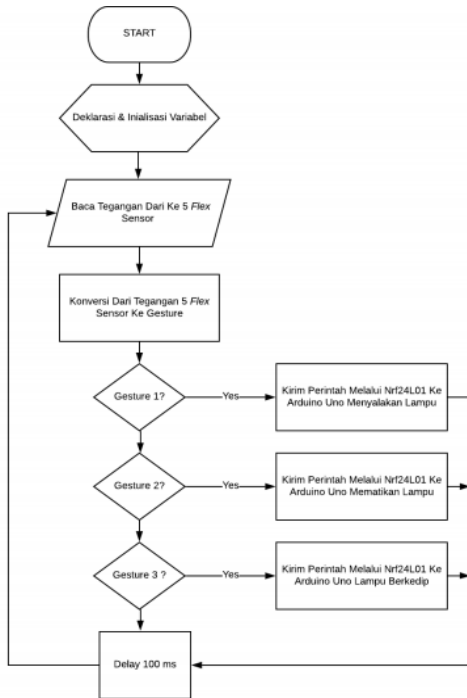 START
Deklarasi & Inialisasi Variabel
Baca Tegangan Dari Ke 5 Flex
Sensor
Konversi Dari Tegangan 5 Flex
Sensor Ke Gesture
Gesture 1?
Yes
Kirim Perintah Melalui Nrf24L01 Ke
Arduino Uno Menyalakan Lampu
Gesture 2?
Yes
Kirim Perintah Melalui Nrf24L01 Ke
Arduino Uno Mematikan Lampu
Gesture 3 ?
Yes
Kirim Perintah Melalui Nrf24L01 Ke
Arduino Uno Lampu Berkedip
Delay 100 ms